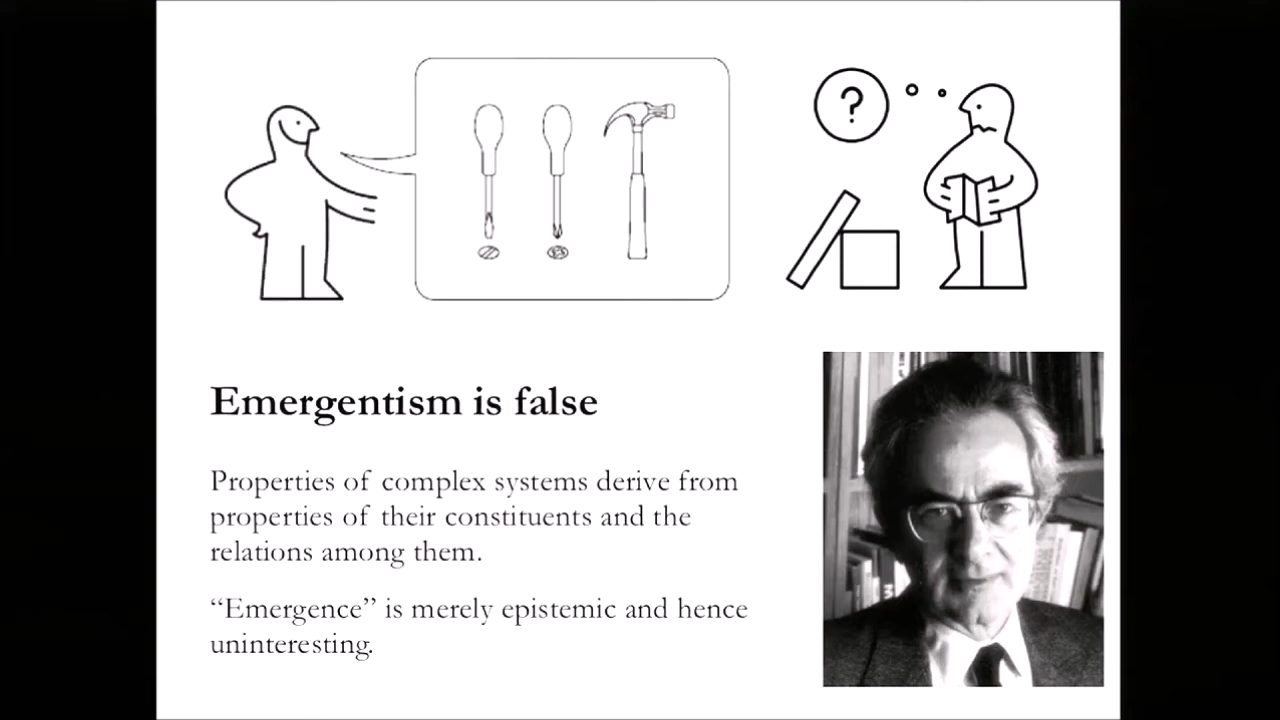 ?
Emergentism is false
Properties of complex systems derive from
properties of their constituents and the
relations among them.
“Emergence” is merely epistemic and hence
uninteresting.